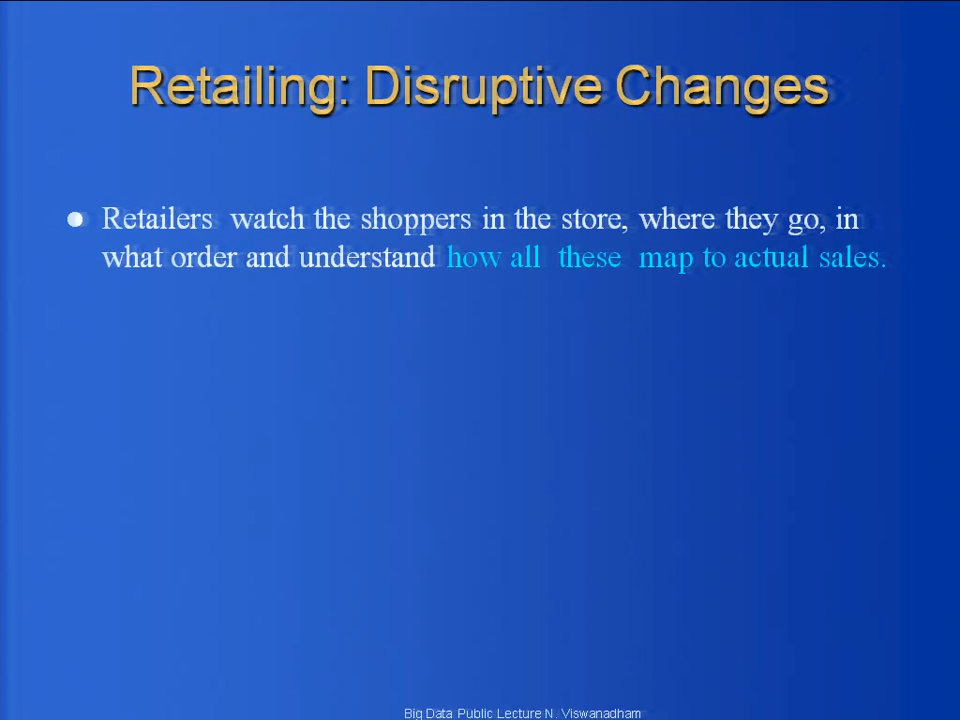 Retailing: Disruptive Changes
● Retailers watch the shoppers in the store, where they go, in
what order and understand how all these map to actual sales.
Big Data Public Lecture N. Viswanadham